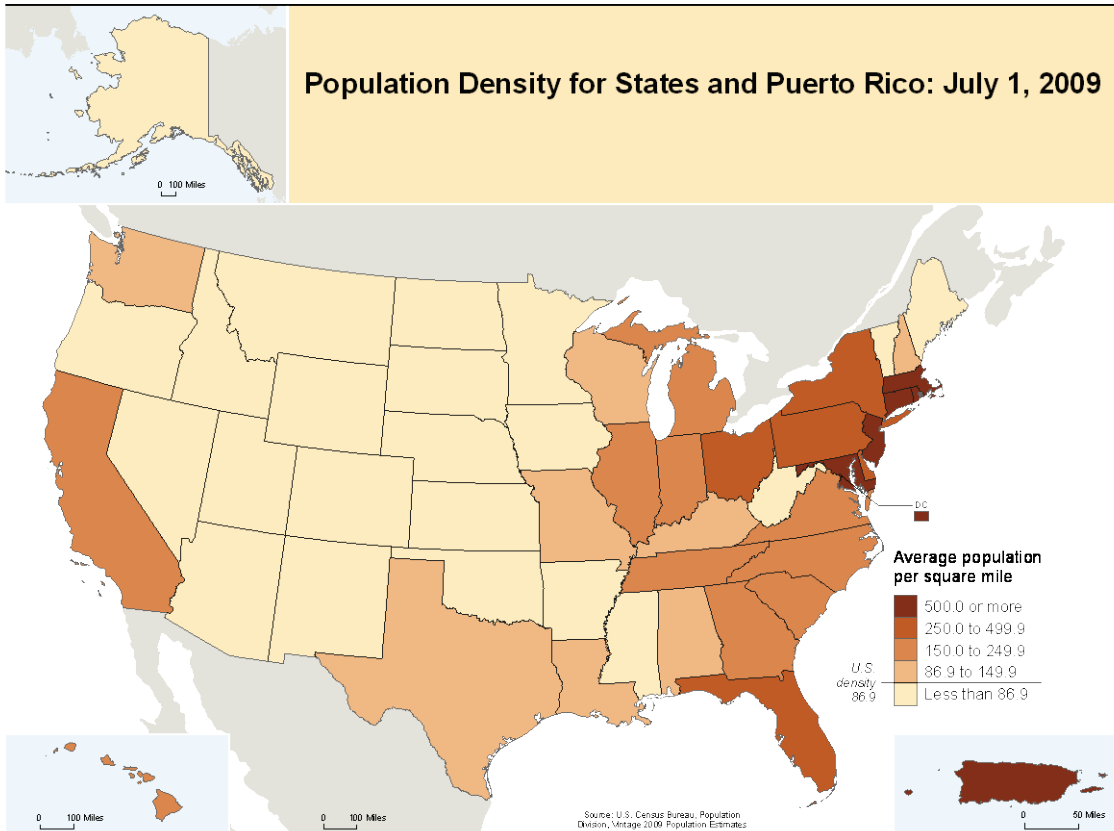 Population Density for States and Puerto Rico: July 1, 2009
0 100 Miles
DC
Average population
per square mile
500.0 or more
250.0 to 499.9
150.0 to 249.9
86.9 to 149.9
Less than 86.9
U.S.
density
86.9
0 100 Miles
0 100 Miles
Source: U.S. Census Bureau, Population
Division, Vintage 2009 Population Estimates
0 50 Miles